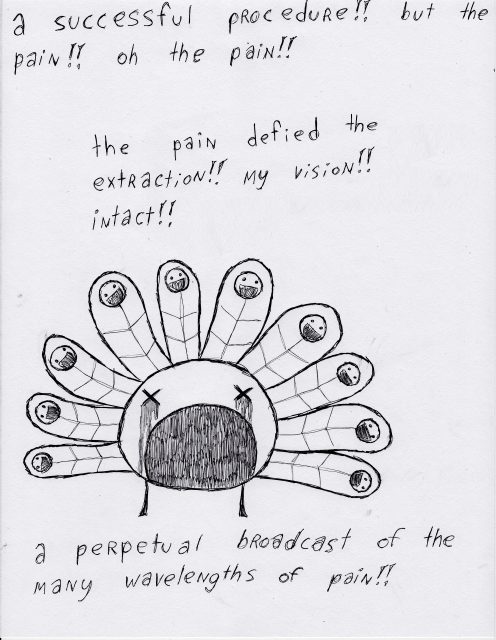 a successful procedure!! but the
pain!! oh the pain!!
the pain defied the
extraction!! my vision!!
intact!!
a perpetual broadcast of the
many wavelengths of pain!!